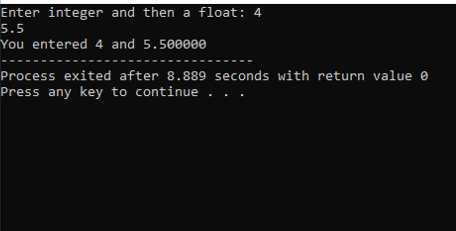 Enter integer and then a float: 4
5.5
You entered 4 and 5.500000
--------------------------------
Process exited after 8.889 seconds with return value 0
Press any key to continue . . .